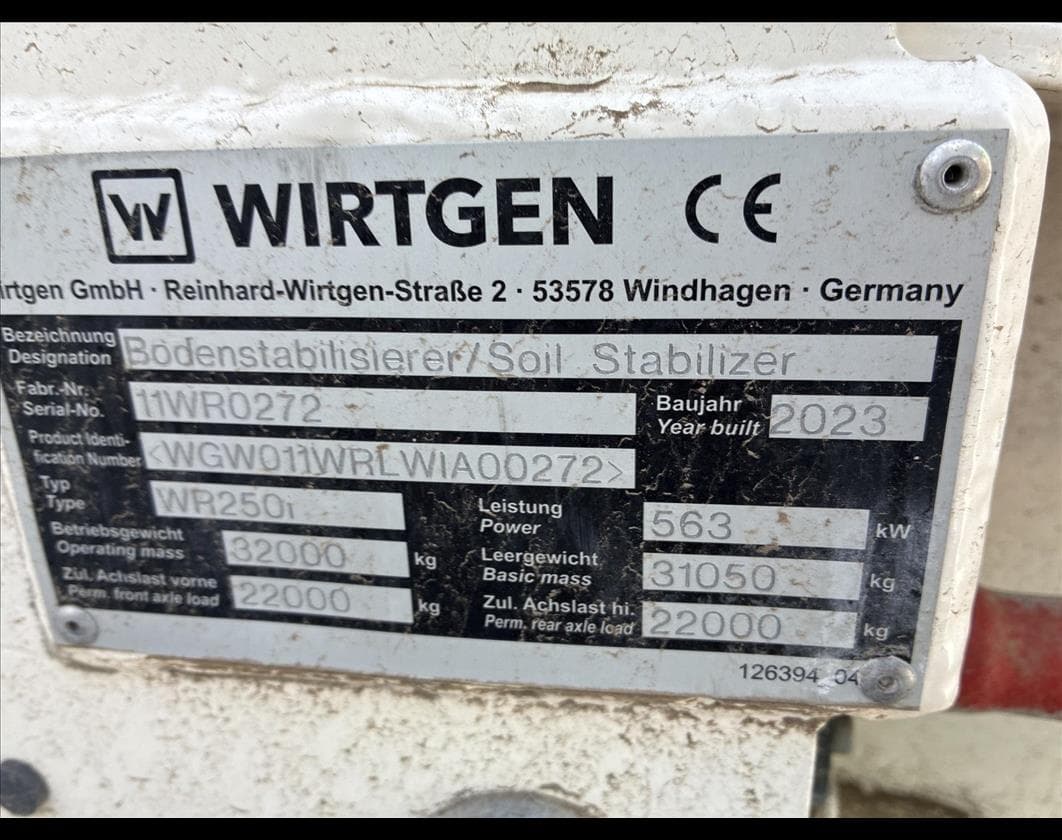 W WIRTGEN CE
irtgen GmbH · Reinhard-Wirtgen-Straße 2 · 53578 Windhagen · Germany
Bezeichnung
Designation
Bodenstabilisierer/Soil Stabilizer
Fabr.-Nr.
Serial-No.
11WR0272
Baujahr
Year built
2023
Product Identi-
fication Number
<WGW011WRLWIA00272>
Typ
Type
WR250i
Leistung
Power
563 kW
Betriebsgewicht
Operating mass
32000 kg
Leergewicht
Basic mass
31050 kg
Zul. Achslast vorne
Perm. front axle load
22000 kg
Zul. Achslast hi.
Perm. rear axle load
22000 kg
126394 04